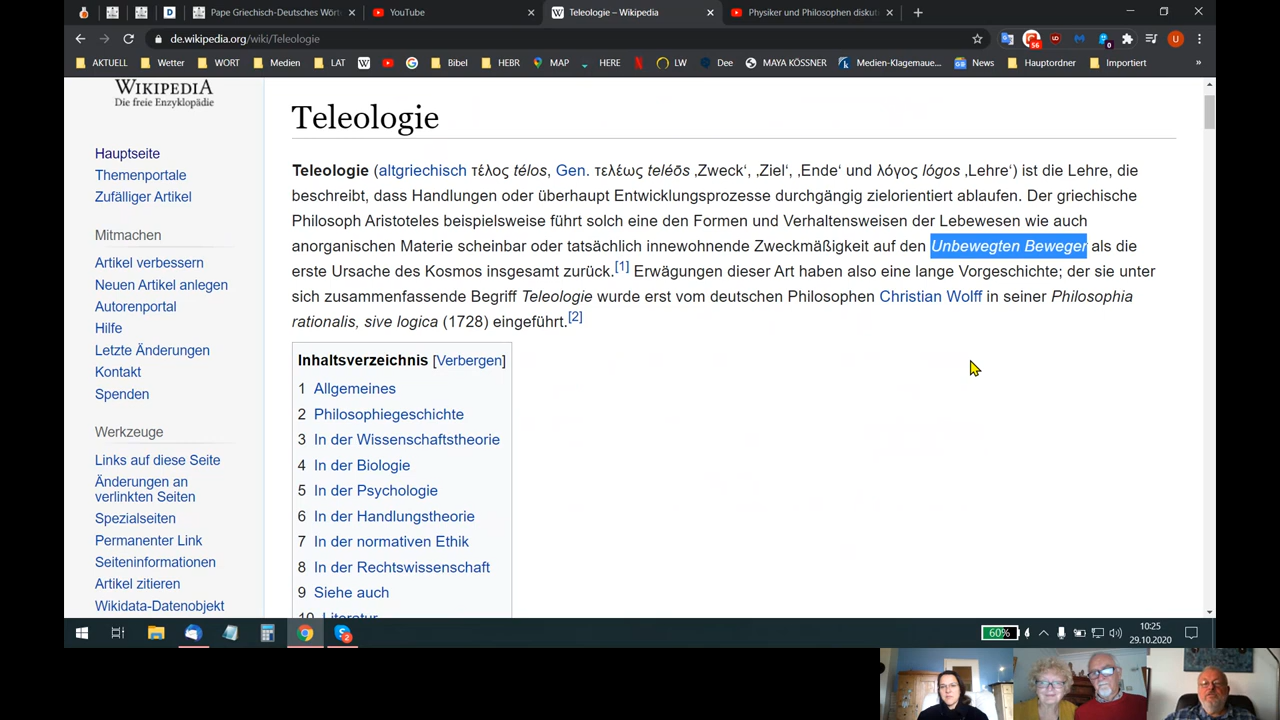 Pape Griechisch-Deutsches Wört
YouTube
Teleologie – Wikipedia
Physiker und Philosophen diskut
de.wikipedia.org/wiki/Teleologie
56
0
U
AKTUELL
Wetter
WORT
Medien
LAT
Bibel
HEBR
MAP
HERE
LW
Dee
MAYA KÖSSNER
Medien-Klagemaue...
News
Hauptordner
Importiert
»
WIKIPEDIA
Die freie Enzyklopädie
Hauptseite
Themenportale
Zufälliger Artikel
Mitmachen
Artikel verbessern
Neuen Artikel anlegen
Autorenportal
Hilfe
Letzte Änderungen
Kontakt
Spenden
Werkzeuge
Links auf diese Seite
Änderungen an
verlinkten Seiten
Spezialseiten
Permanenter Link
Seiteninformationen
Artikel zitieren
Wikidata-Datenobjekt
Teleologie
Teleologie (altgriechisch τέλος télos, Gen. τελέως teléōs ‚Zweck‘, ‚Ziel‘, ‚Ende‘ und λόγος lógos ‚Lehre‘) ist die Lehre, die
beschreibt, dass Handlungen oder überhaupt Entwicklungsprozesse durchgängig zielorientiert ablaufen. Der griechische
Philosoph Aristoteles beispielsweise führt solch eine den Formen und Verhaltensweisen der Lebewesen wie auch
anorganischen Materie scheinbar oder tatsächlich innewohnende Zweckmäßigkeit auf den Unbewegten Beweger als die
erste Ursache des Kosmos insgesamt zurück.[1] Erwägungen dieser Art haben also eine lange Vorgeschichte; der sie unter
sich zusammenfassende Begriff Teleologie wurde erst vom deutschen Philosophen Christian Wolff in seiner Philosophia
rationalis, sive logica (1728) eingeführt.[2]
Inhaltsverzeichnis [Verbergen]
1 Allgemeines
2 Philosophiegeschichte
3 In der Wissenschaftstheorie
4 In der Biologie
5 In der Psychologie
6 In der Handlungstheorie
7 In der normativen Ethik
8 In der Rechtswissenschaft
9 Siehe auch
10 Literatur
60%
10:25
29.10.2020